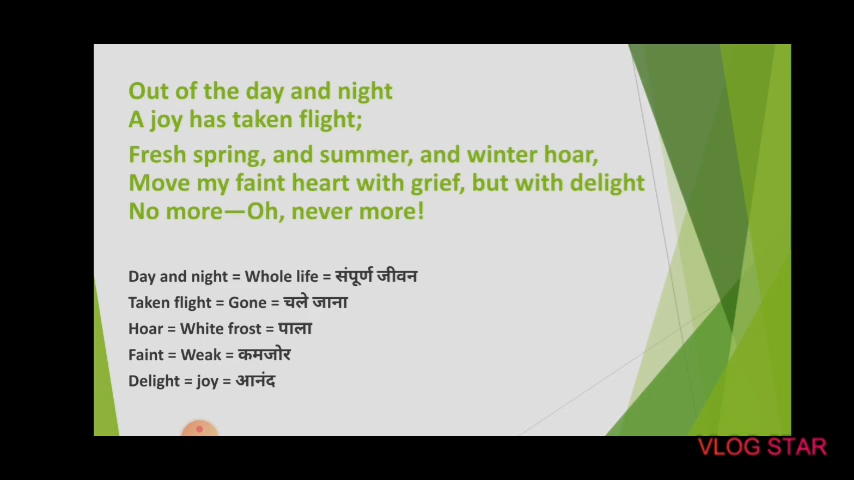 Out of the day and night
A joy has taken flight;
Fresh spring, and summer, and winter hoar,
Move my faint heart with grief, but with delight
No more—Oh, never more!
Day and night = Whole life = संपूर्ण जीवन
Taken flight = Gone = चले जाना
Hoar = White frost = पाला
Faint = Weak = कमजोर
Delight = joy = आनंद
VLOG STAR